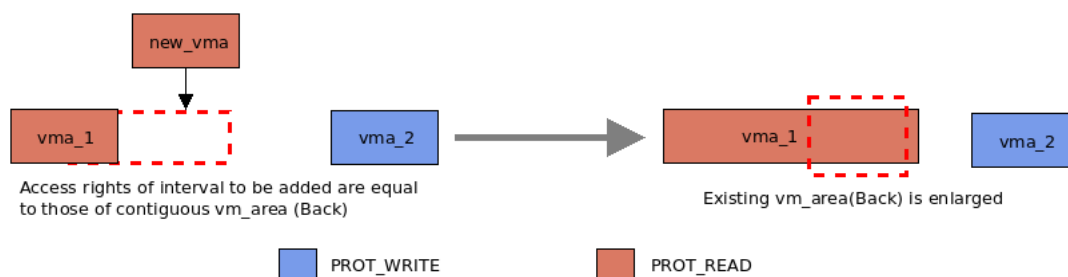 new_vma
vma_1
vma_2
vma_1
vma_2
Access rights of interval to be added are equal
to those of contiguous vm_area (Back)
Existing vm_area(Back) is enlarged
PROT_WRITE
PROT_READ